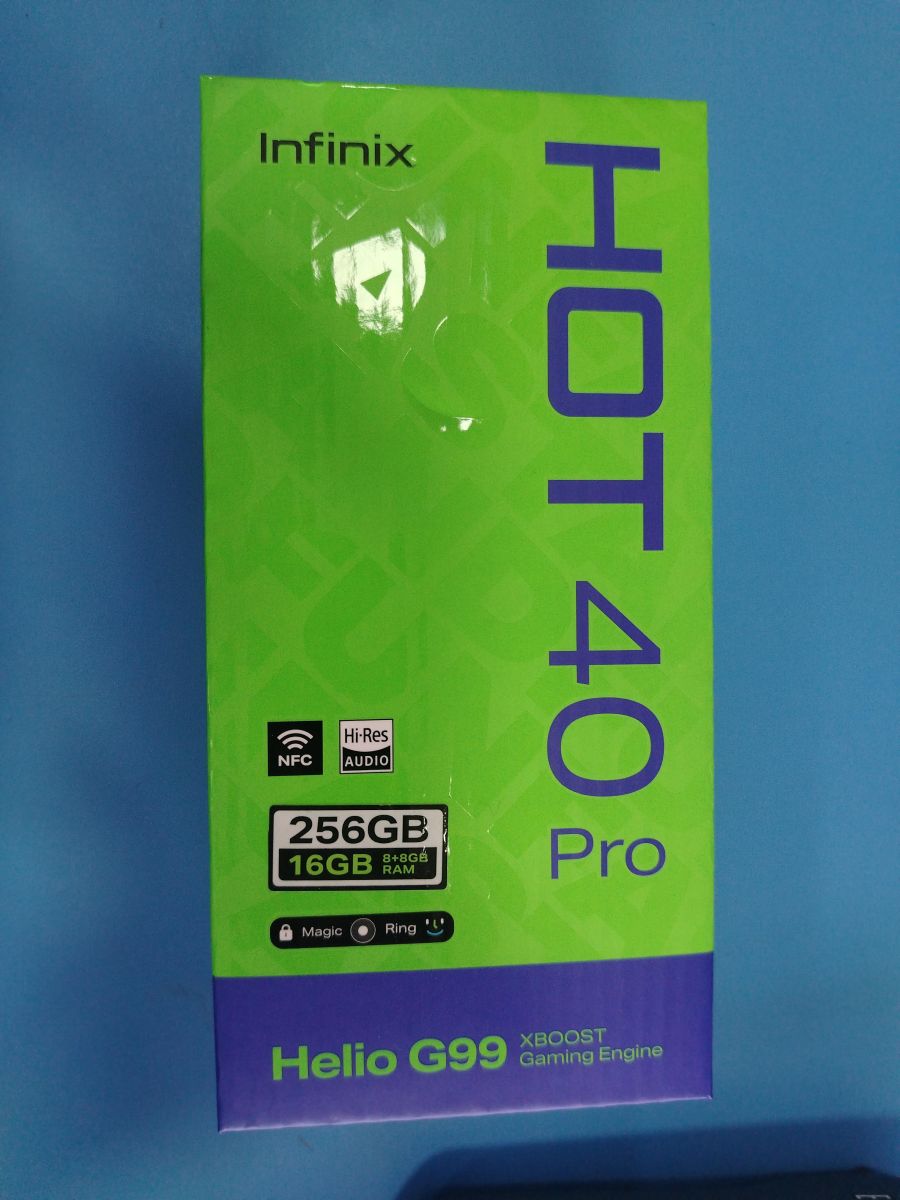 Infinix
HOT 40 Pro
NFC
Hi-Res
AUDIO
256GB
16GB 8+8GB
RAM
Magic Ring
Helio G99 XBOOST
Gaming Engine